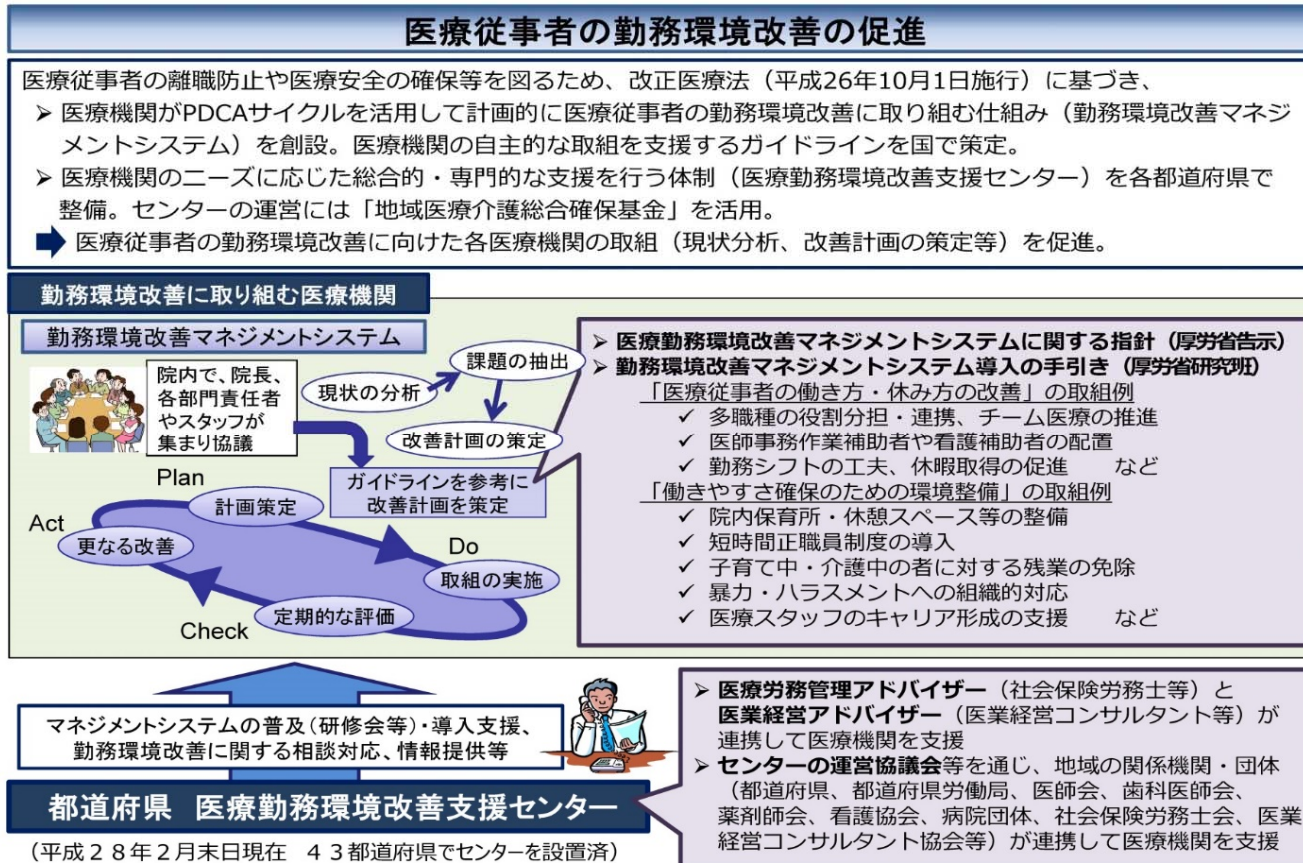 医療従事者の勤務環境改善の促進
医療従事者の離職防止や医療安全の確保等を図るため、改正医療法（平成26年10月1日施行）に基づき、
➢ 医療機関がPDCAサイクルを活用して計画的に医療従事者の勤務環境改善に取り組む仕組み（勤務環境改善マネジ
メントシステム）を創設。医療機関の自主的な取組を支援するガイドラインを国で策定。
➢ 医療機関のニーズに応じた総合的・専門的な支援を行う体制（医療勤務環境改善支援センター）を各都道府県で
整備。センターの運営には「地域医療介護総合確保基金」を活用。
医療従事者の勤務環境改善に向けた各医療機関の取組（現状分析、改善計画の策定等）を促進。
勤務環境改善に取り組む医療機関
勤務環境改善マネジメントシステム
院内で、院長、
各部門責任者
やスタッフが
集まり協議
現状の分析
課題の抽出
改善計画の策定
ガイドラインを参考に
改善計画を策定
Plan
計画策定
Act
更なる改善
Do
取組の実施
定期的な評価
Check
➢ 医療勤務環境改善マネジメントシステムに関する指針（厚労省告示）
➢ 勤務環境改善マネジメントシステム導入の手引き（厚労省研究班）
「医療従事者の働き方・休み方の改善」の取組例
✓ 多職種の役割分担・連携、チーム医療の推進
✓ 医師事務作業補助者や看護補助者の配置
✓ 勤務シフトの工夫、休暇取得の促進　など
「働きやすさ確保のための環境整備」の取組例
✓ 院内保育所・休憩スペース等の整備
✓ 短時間正職員制度の導入
✓ 子育て中・介護中の者に対する残業の免除
✓ 暴力・ハラスメントへの組織的対応
✓ 医療スタッフのキャリア形成の支援　など
マネジメントシステムの普及（研修会等）・導入支援、
勤務環境改善に関する相談対応、情報提供等
都道府県　医療勤務環境改善支援センター
（平成２８年２月末日現在　４３都道府県でセンターを設置済）
➢ 医療労務管理アドバイザー（社会保険労務士等）と
医業経営アドバイザー（医業経営コンサルタント等）が
連携して医療機関を支援
➢ センターの運営協議会等を通じ、地域の関係機関・団体
（都道府県、都道府県労働局、医師会、歯科医師会、
薬剤師会、看護協会、病院団体、社会保険労務士会、医業
経営コンサルタント協会等）が連携して医療機関を支援